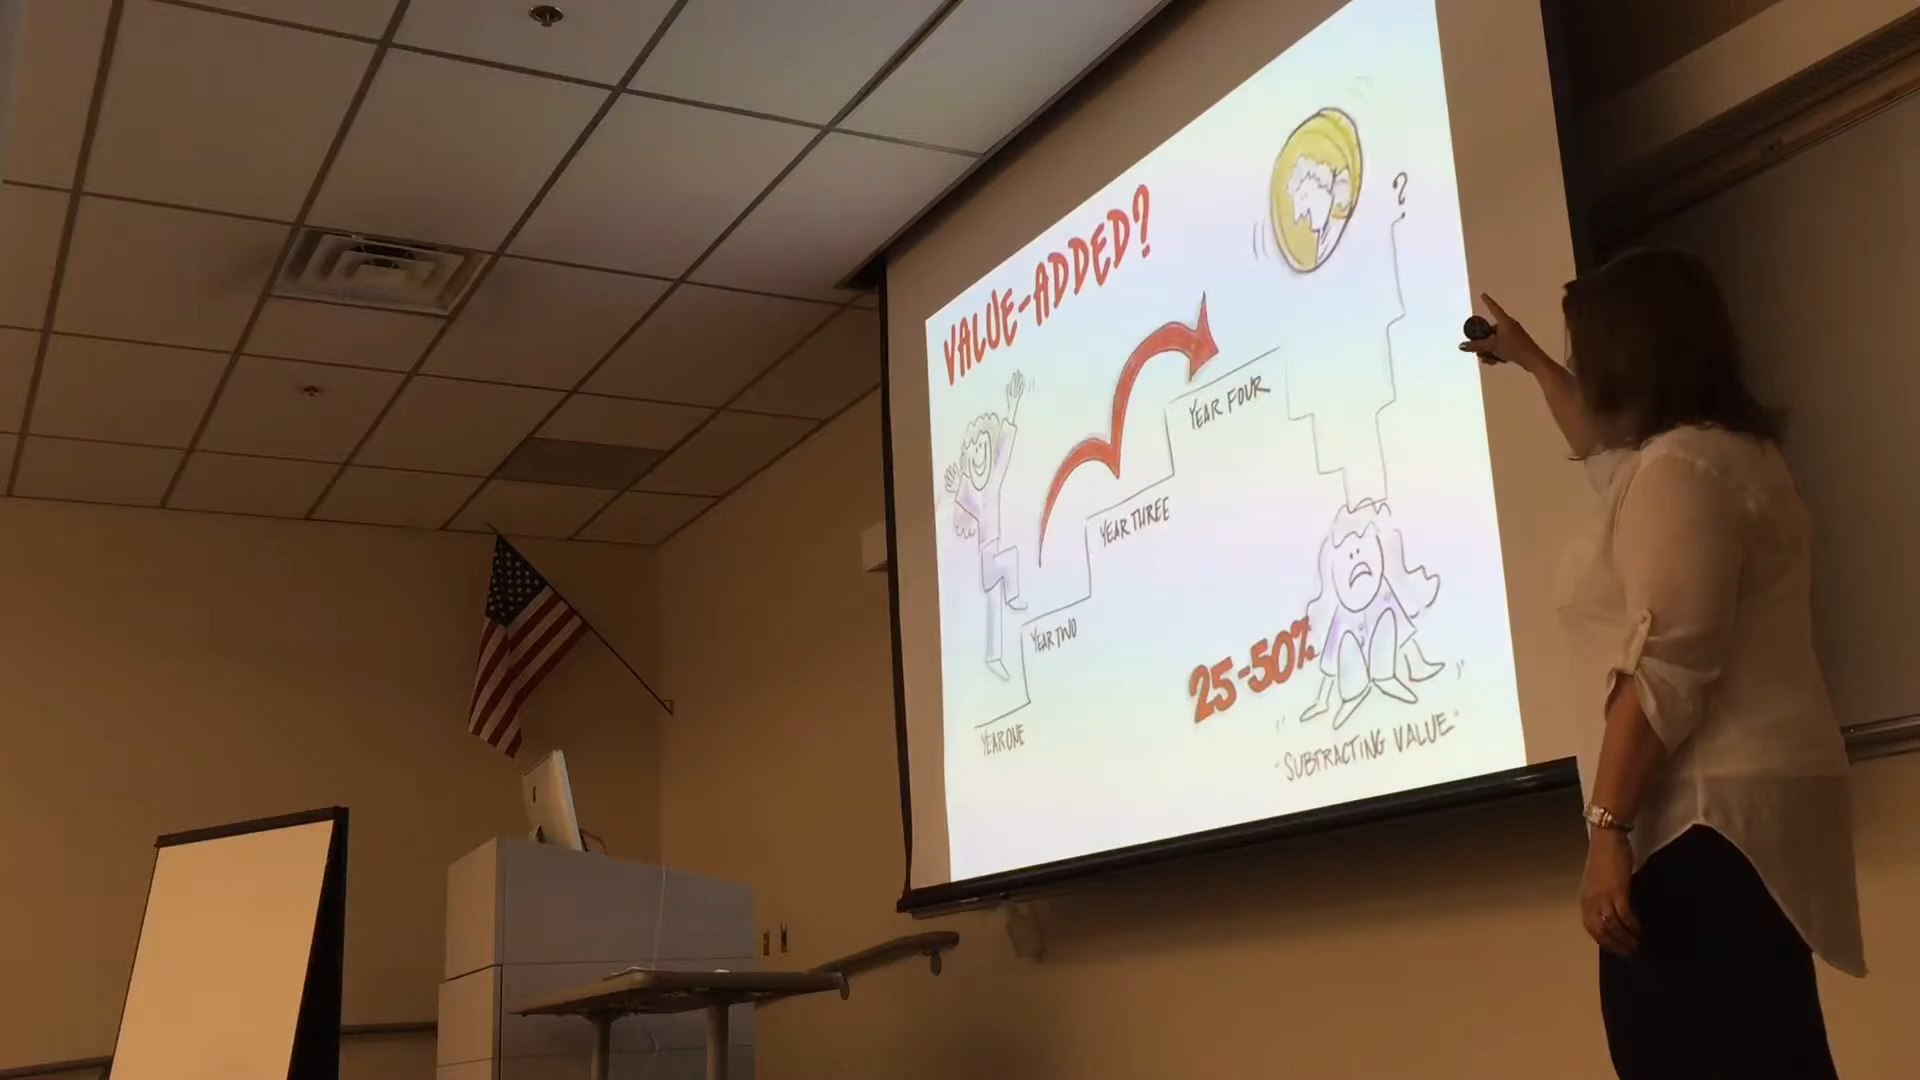 VALUE-ADDED?
?
YEAR FOUR
YEAR THREE
YEAR TWO
YEAR ONE
25-50%
"SUBTRACTING VALUE"